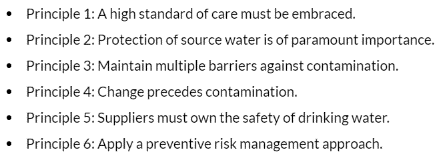 • Principle 1: A high standard of care must be embraced.
• Principle 2: Protection of source water is of paramount importance.
• Principle 3: Maintain multiple barriers against contamination.
• Principle 4: Change precedes contamination.
• Principle 5: Suppliers must own the safety of drinking water.
• Principle 6: Apply a preventive risk management approach.